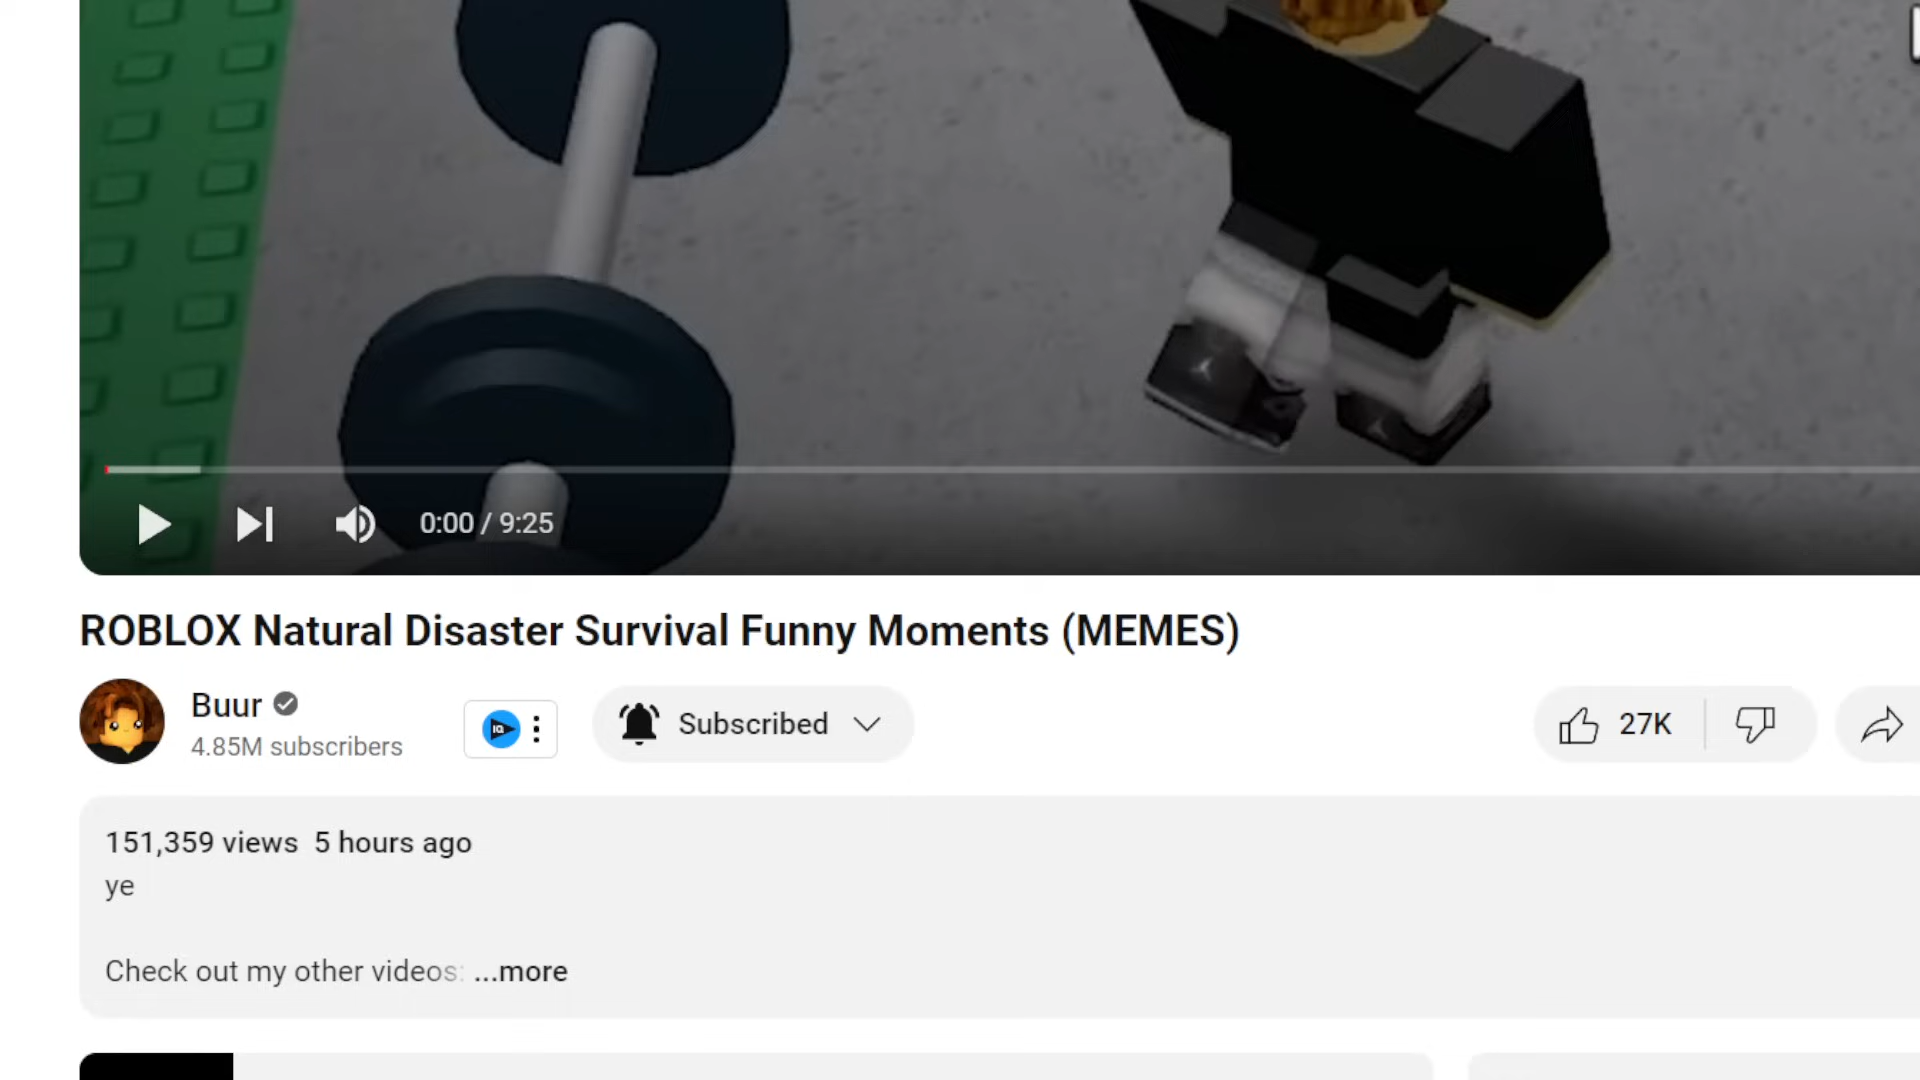 0:00 / 9:25
ROBLOX Natural Disaster Survival Funny Moments (MEMES)
Buur
4.85M subscribers
IQ
Subscribed
27K
151,359 views 5 hours ago
ye
Check out my other videos: ...more